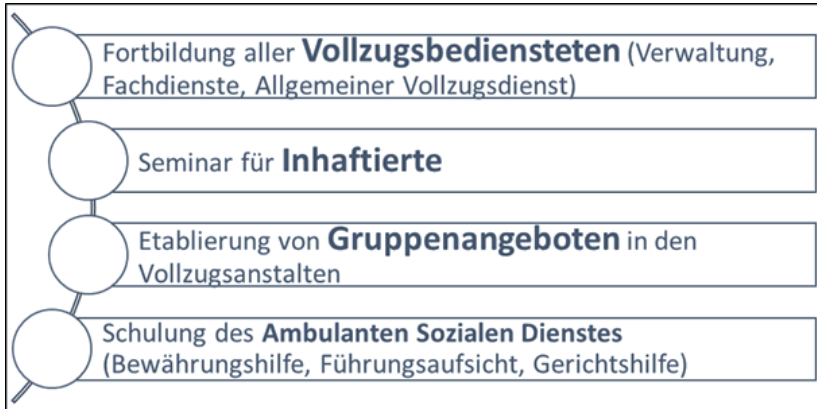 Fortbildung aller Vollzugsbediensteten (Verwaltung,
Fachdienste, Allgemeiner Vollzugsdienst)
Seminar für Inhaftierte
Etablierung von Gruppenangeboten in den
Vollzugsanstalten
Schulung des Ambulanten Sozialen Dienstes
(Bewährungshilfe, Führungsaufsicht, Gerichtshilfe)